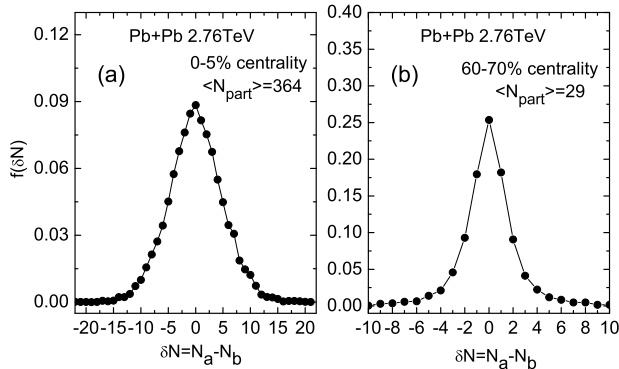 Pb+Pb 2.76TeV
(a)
0-5% centrality
<N_part>=364
f(δN)
0.12
0.09
0.06
0.03
0.00
-20 -15 -10 -5 0 5 10 15 20
δN=N_a-N_b
Pb+Pb 2.76TeV
(b)
60-70% centrality
<N_part>=29
0.40
0.35
0.30
0.25
0.20
0.15
0.10
0.05
0.00
-10 -8 -6 -4 -2 0 2 4 6 8 10
δN=N_a-N_b